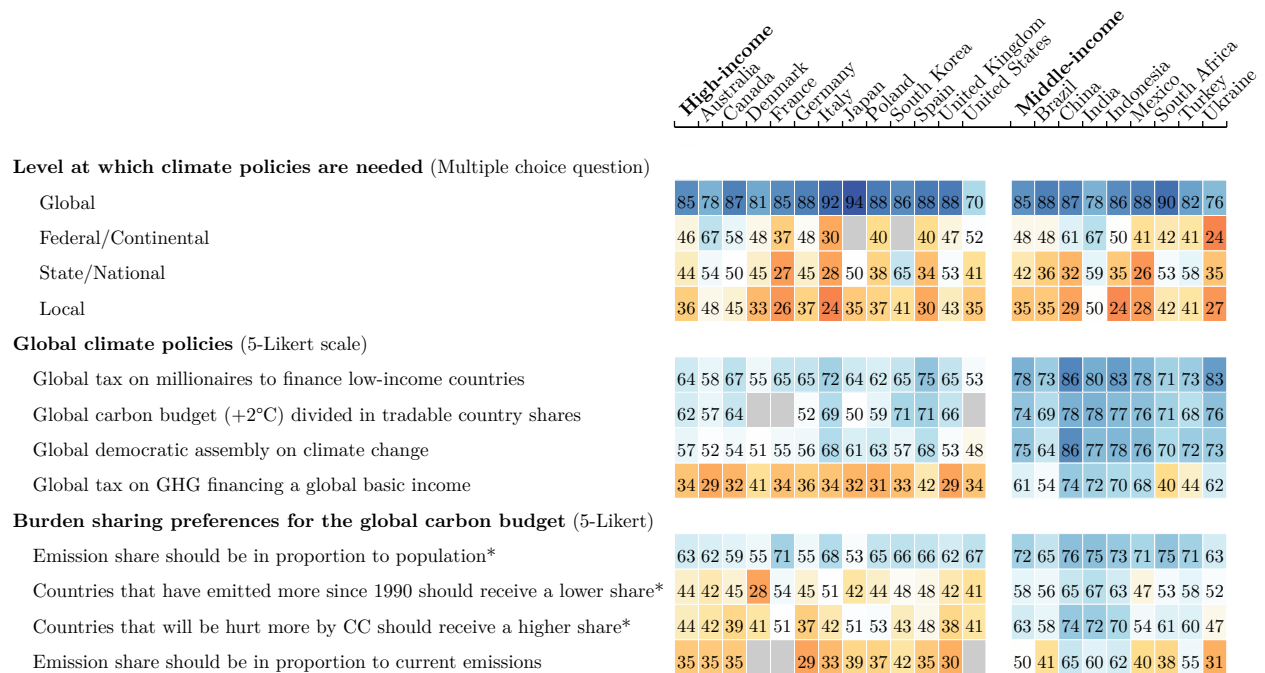 High-income Australia Canada Denmark France Germany Italy Japan Poland South Korea Spain United Kingdom United States Middle-income Brazil China India Indonesia Mexico South Africa Turkey Ukraine
Level at which climate policies are needed (Multiple choice question)
Global 85 78 87 81 85 88 92 94 88 86 88 88 70 85 88 87 78 86 88 90 82 76
Federal/Continental 46 67 58 48 37 48 30 40 40 47 52 48 48 61 67 50 41 42 41 24
State/National 44 54 50 45 27 45 28 50 38 65 34 53 41 42 36 32 59 35 26 53 58 35
Local 36 48 45 33 26 37 24 35 37 41 30 43 35 35 35 29 50 24 28 42 41 27
Global climate policies (5-Likert scale)
Global tax on millionaires to finance low-income countries 64 58 67 55 65 65 72 64 62 65 75 65 53 78 73 86 80 83 78 71 73 83
Global carbon budget (+2°C) divided in tradable country shares 62 57 64 52 69 50 59 71 71 66 74 69 78 78 77 76 71 68 76
Global democratic assembly on climate change 57 52 54 51 55 56 68 61 63 57 68 53 48 75 64 86 77 78 76 70 72 73
Global tax on GHG financing a global basic income 34 29 32 41 34 36 34 32 31 33 42 29 34 61 54 74 72 70 68 40 44 62
Burden sharing preferences for the global carbon budget (5-Likert)
Emission share should be in proportion to population* 63 62 59 55 71 55 68 53 65 66 66 62 67 72 65 76 75 73 71 75 71 63
Countries that have emitted more since 1990 should receive a lower share* 44 42 45 28 54 45 51 42 44 48 48 42 41 58 56 65 67 63 47 53 58 52
Countries that will be hurt more by CC should receive a higher share* 44 42 39 41 51 37 42 51 53 43 48 38 41 63 58 74 72 70 54 61 60 47
Emission share should be in proportion to current emissions 35 35 35 29 33 39 37 42 35 30 50 41 65 60 62 40 38 55 31